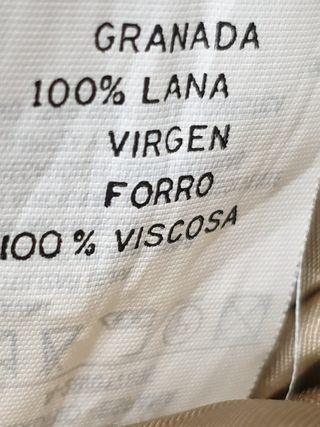 GRANADA
100% LANA
VIRGEN
FORRO
100% VISCOSA